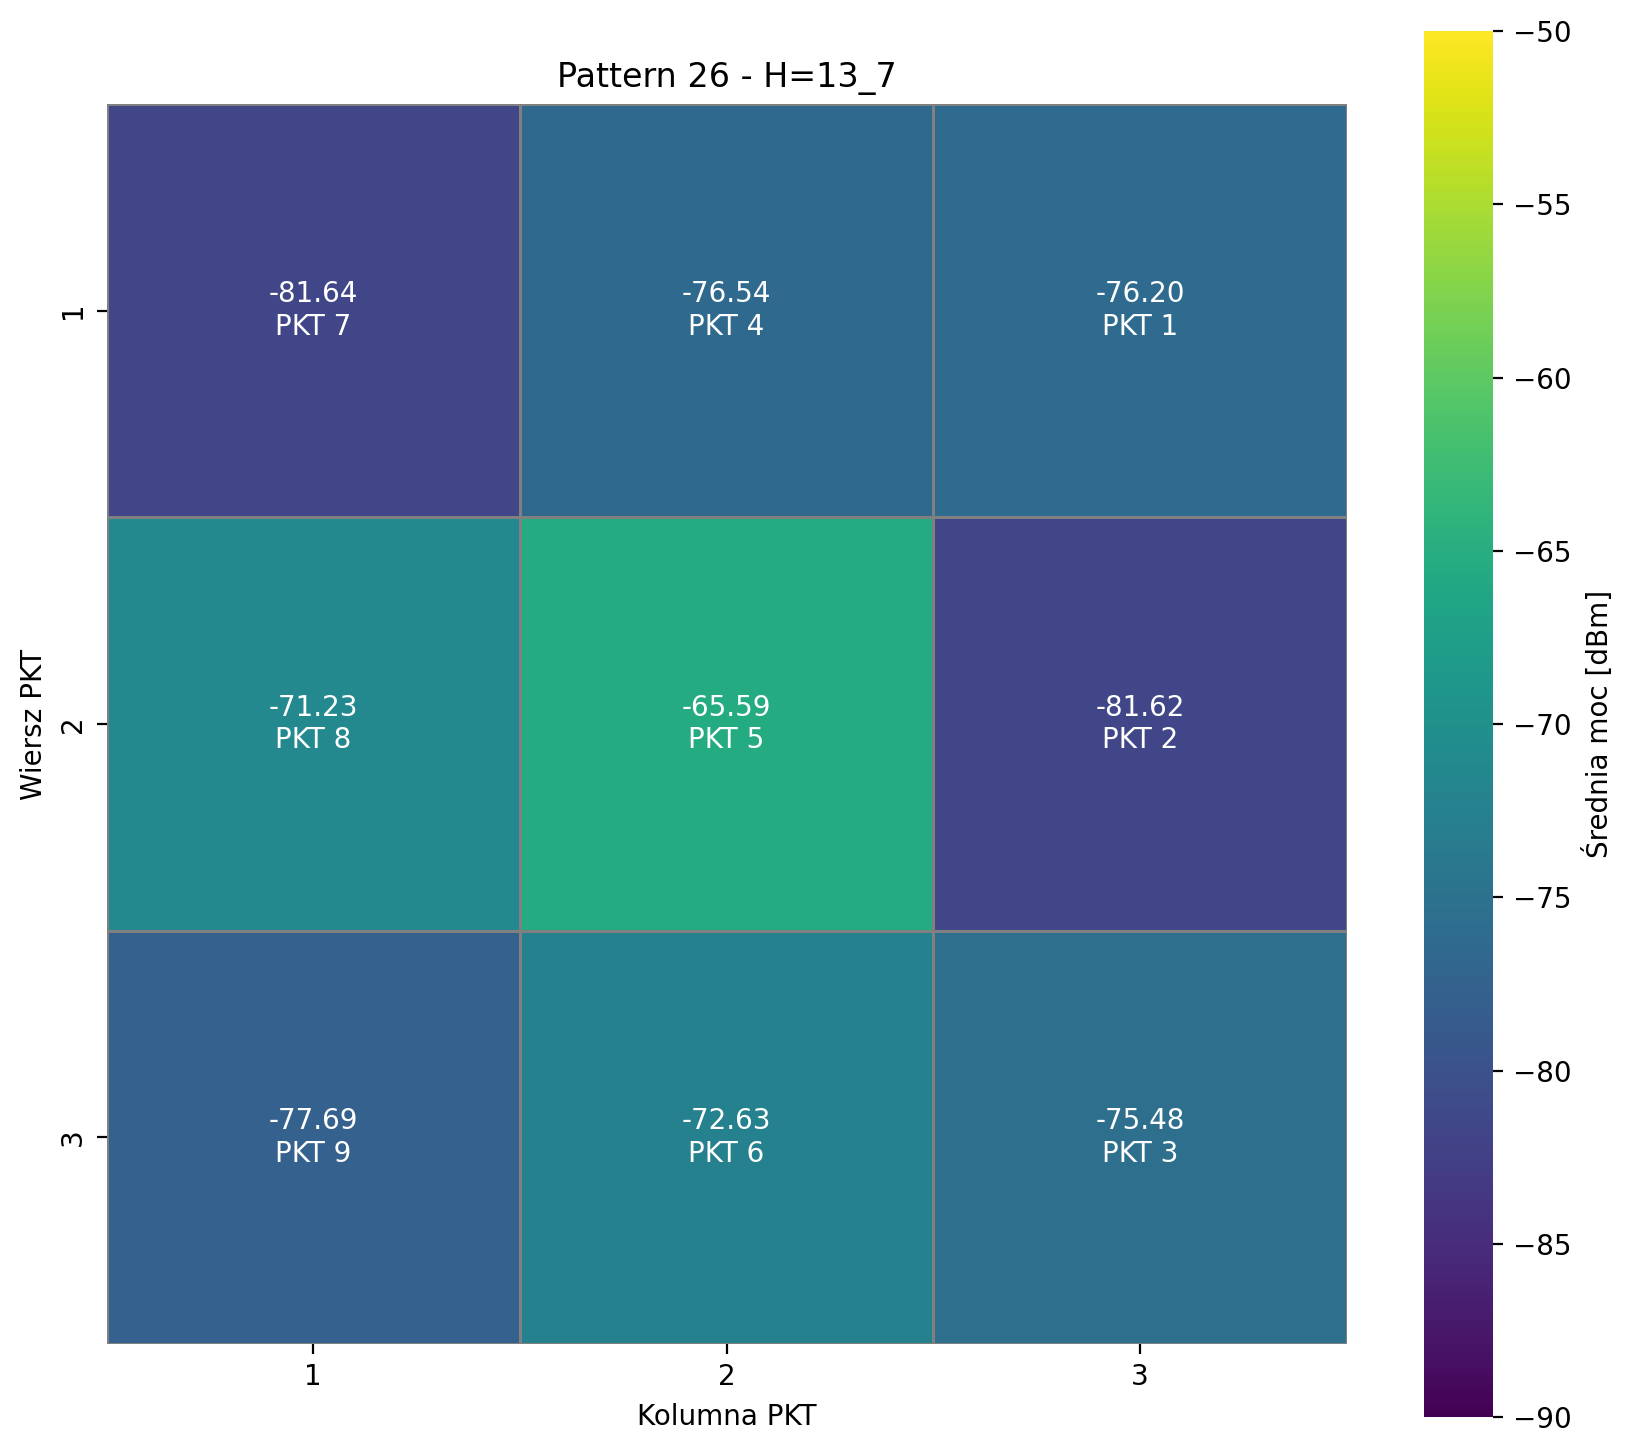 Pattern 26 - H=13_7
-81.64
PKT 7
-76.54
PKT 4
-76.20
PKT 1
-71.23
PKT 8
-65.59
PKT 5
-81.62
PKT 2
-77.69
PKT 9
-72.63
PKT 6
-75.48
PKT 3
1
2
3
Wiersz PKT
1
2
3
Kolumna PKT
−50
−55
−60
−65
−70
−75
−80
−85
−90
Średnia moc [dBm]